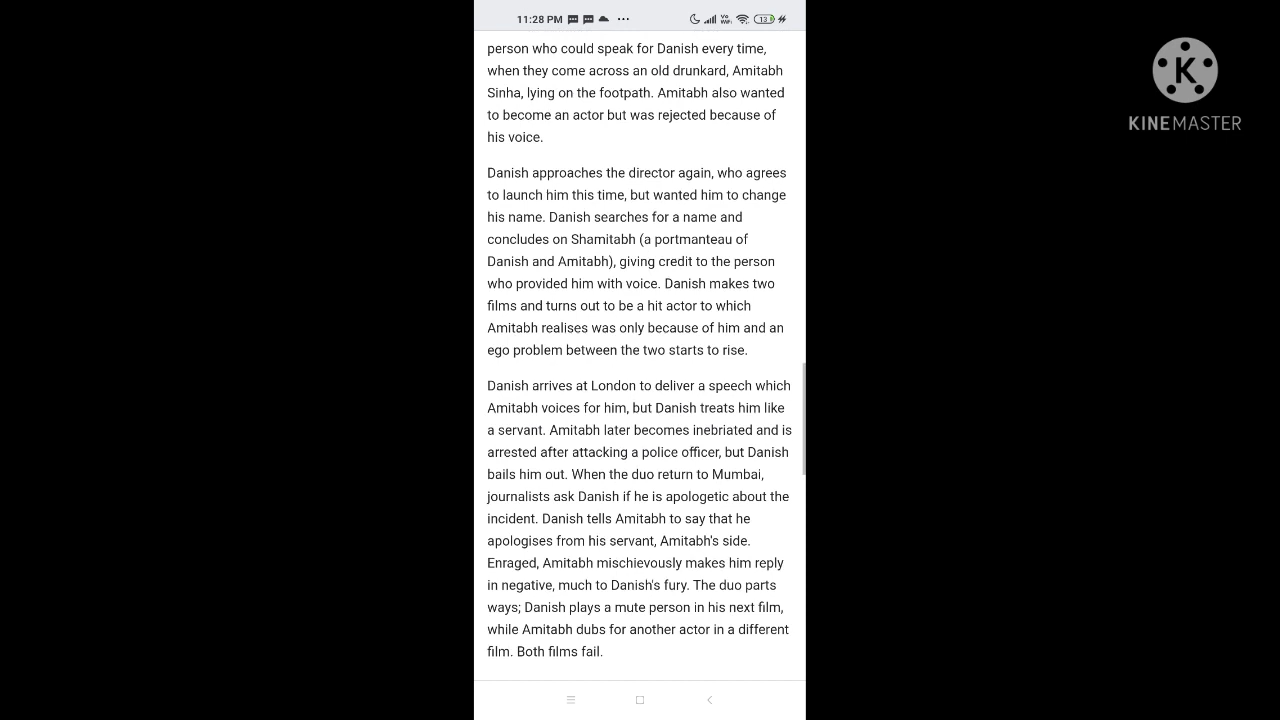 11:28 PM
Vo
WiFi
13
person who could speak for Danish every time,
when they come across an old drunkard, Amitabh
Sinha, lying on the footpath. Amitabh also wanted
to become an actor but was rejected because of
his voice.
Danish approaches the director again, who agrees
to launch him this time, but wanted him to change
his name. Danish searches for a name and
concludes on Shamitabh (a portmanteau of
Danish and Amitabh), giving credit to the person
who provided him with voice. Danish makes two
films and turns out to be a hit actor to which
Amitabh realises was only because of him and an
ego problem between the two starts to rise.
Danish arrives at London to deliver a speech which
Amitabh voices for him, but Danish treats him like
a servant. Amitabh later becomes inebriated and is
arrested after attacking a police officer, but Danish
bails him out. When the duo return to Mumbai,
journalists ask Danish if he is apologetic about the
incident. Danish tells Amitabh to say that he
apologises from his servant, Amitabh's side.
Enraged, Amitabh mischievously makes him reply
in negative, much to Danish's fury. The duo parts
ways; Danish plays a mute person in his next film,
while Amitabh dubs for another actor in a different
film. Both films fail.
K
KINEMASTER